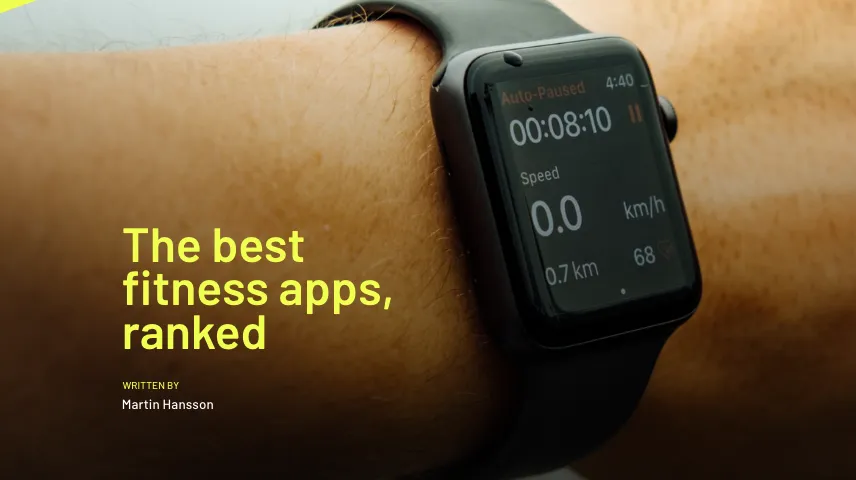 Auto-Paused 4:40
00:08:10
Speed
0.0 km/h
0.7 km 68
The best
fitness apps,
ranked
WRITTEN BY
Martin Hansson